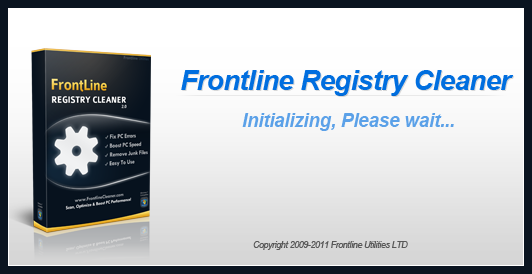 FrontLine
REGISTRY CLEANER
2.0
✓ Fix PC Errors
✓ Boost PC Speed
✓ Remove Junk Files
✓ Easy To Use
www.FrontlineCleaner.com
Scan, Optimize & Boost PC Performance!
Frontline Registry Cleaner
Initializing, Please wait...
Copyright 2009-2011 Frontline Utilities LTD